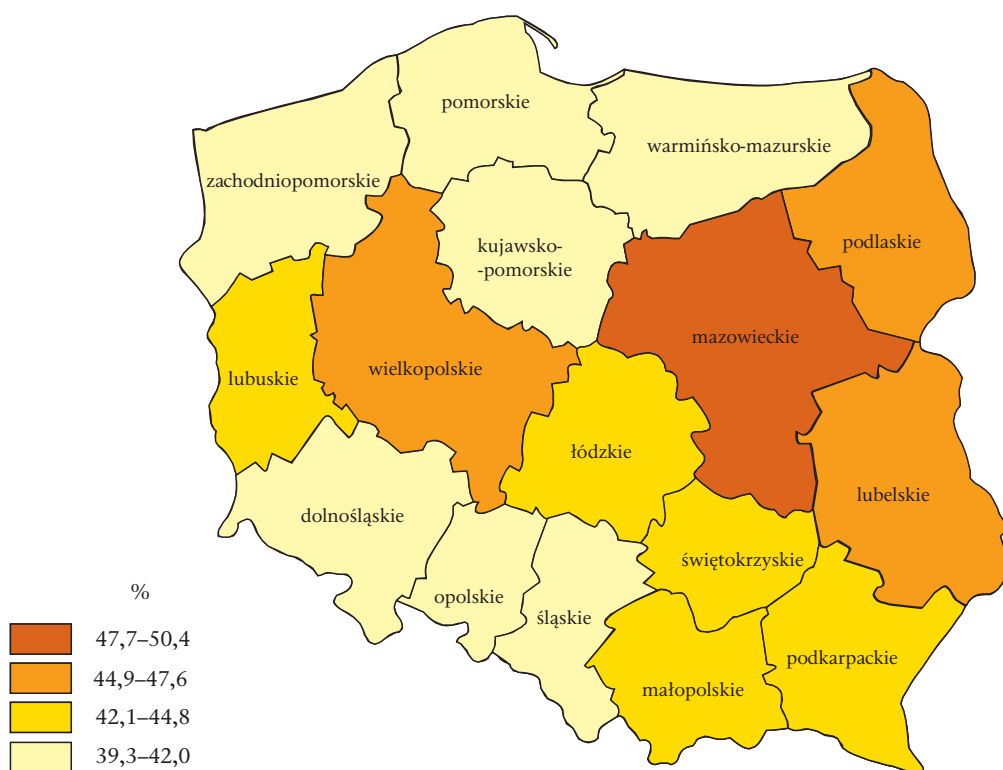 pomorskie
warmińsko-mazurskie
zachodniopomorskie
kujawsko-
-pomorskie
podlaskie
mazowieckie
wielkopolskie
lubuskie
łódzkie
lubelskie
dolnośląskie
świętokrzyskie
opolskie
śląskie
podkarpackie
małopolskie
%
47,7–50,4
44,9–47,6
42,1–44,8
39,3–42,0